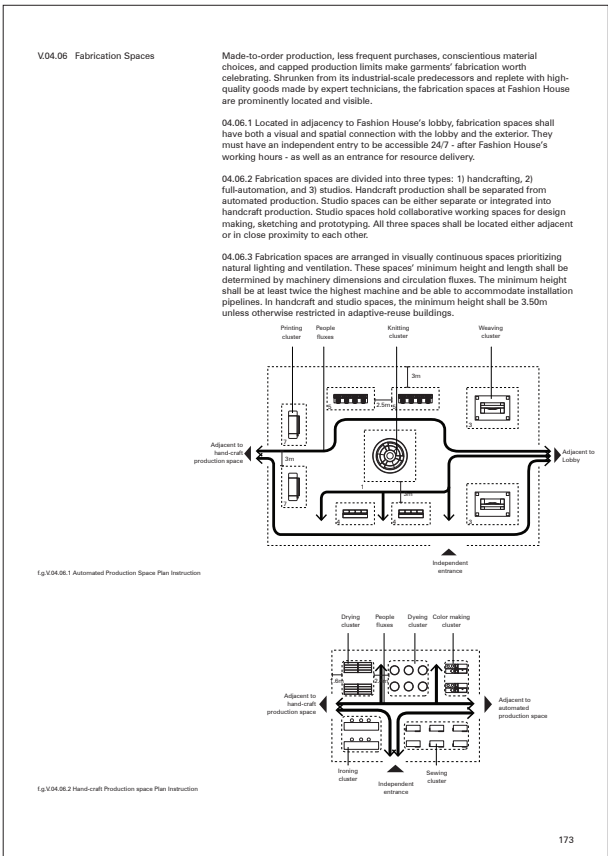 V.04.06 Fabrication Spaces
Made-to-order production, less frequent purchases, conscientious material
choices, and capped production limits make garments’ fabrication worth
celebrating. Shrunken from its industrial-scale predecessors and replete with high-
quality goods made by expert technicians, the fabrication spaces at Fashion House
are prominently located and visible.
04.06.1 Located in adjacency to Fashion House’s lobby, fabrication spaces shall
have both a visual and spatial connection with the lobby and the exterior. They
must have an independent entry to be accessible 24/7 - after Fashion House’s
working hours - as well as an entrance for resource delivery.
04.06.2 Fabrication spaces are divided into three types: 1) handcrafting, 2)
full-automation, and 3) studios. Handcraft production shall be separated from
automated production. Studio spaces can be either separate or integrated into
handcraft production. Studio spaces hold collaborative working spaces for design
making, sketching and prototyping. All three spaces shall be located either adjacent
or in close proximity to each other.
04.06.3 Fabrication spaces are arranged in visually continuous spaces prioritizing
natural lighting and ventilation. These spaces’ minimum height and length shall be
determined by machinery dimensions and circulation fluxes. The minimum height
shall be at least twice the highest machine and be able to accommodate installation
pipelines. In handcraft and studio spaces, the minimum height shall be 3.50m
unless otherwise restricted in adaptive-reuse buildings.
Printing
cluster
People
fluxes
Knitting
cluster
Weaving
cluster
3m
2.5m
5
3
7
Adjacent to
hand-craft
production space
3m
Adjacent to
Lobby
1
7
4
4
3
Independent
entrance
f.g.V.04.06.1 Automated Production Space Plan Instruction
Drying
cluster
People
fluxes
Dyeing
cluster
Color making
cluster
Adjacent to
hand-craft
production space
Adjacent to
automated
production space
Ironing
cluster
Independent
entrance
Sewing
cluster
f.g.V.04.06.2 Hand-craft Production space Plan Instruction
173